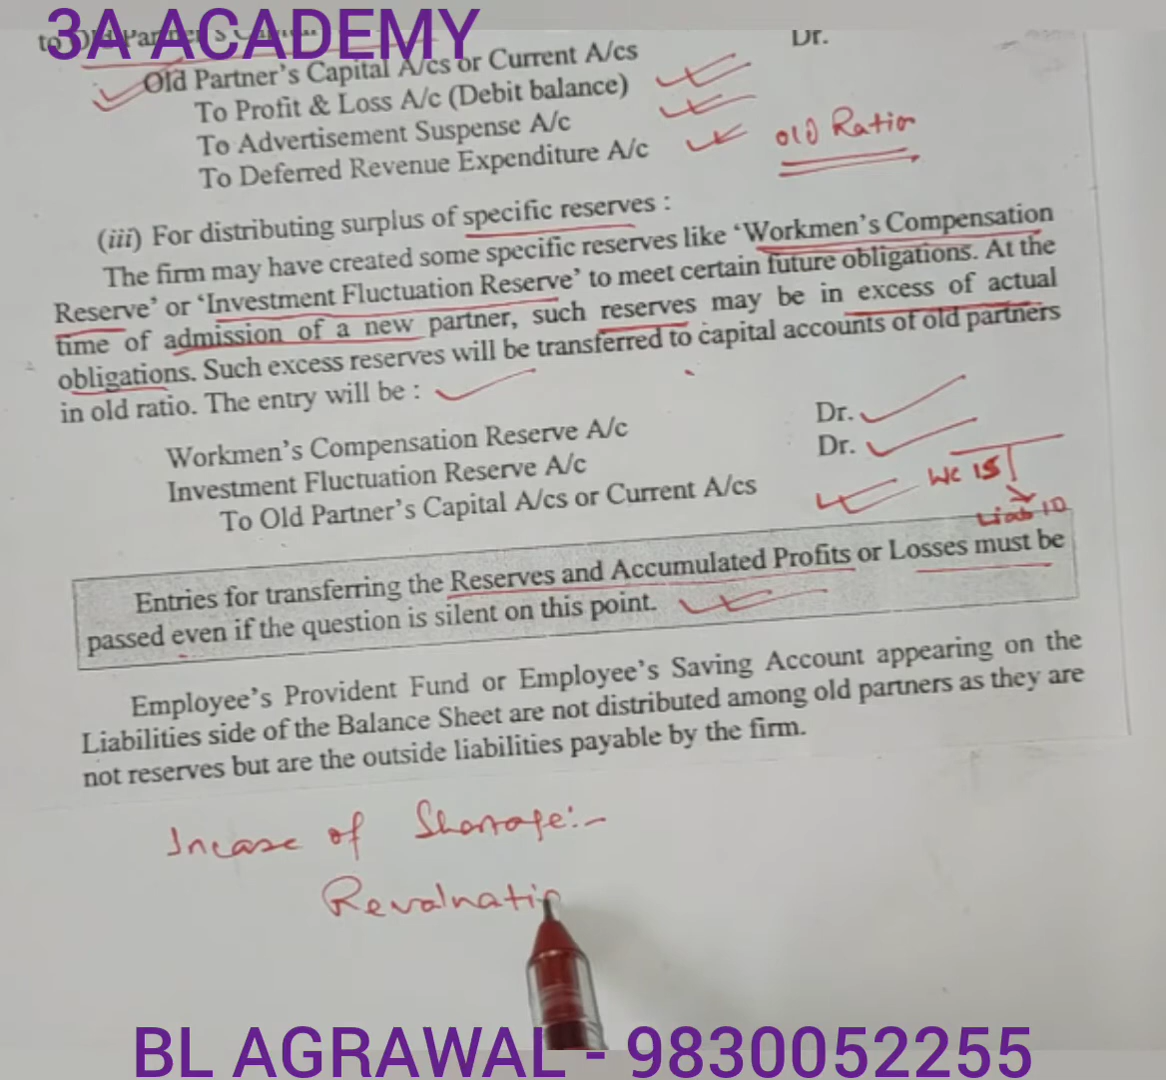 3A ACADEMY
to Old Partner's
Dr.
Old Partner's Capital A/cs or Current A/cs
To Profit & Loss A/c (Debit balance)
To Advertisement Suspense A/c
To Deferred Revenue Expenditure A/c
old Ratio
(iii) For distributing surplus of specific reserves :
The firm may have created some specific reserves like 'Workmen's Compensation
Reserve' or 'Investment Fluctuation Reserve' to meet certain future obligations. At the
time of admission of a new partner, such reserves may be in excess of actual
obligations. Such excess reserves will be transferred to capital accounts of old partners
in old ratio. The entry will be :
Workmen's Compensation Reserve A/c Dr.
Investment Fluctuation Reserve A/c Dr.
To Old Partner's Capital A/cs or Current A/cs
WC 15
Liab 10
Entries for transferring the Reserves and Accumulated Profits or Losses must be
passed even if the question is silent on this point.
Employee's Provident Fund or Employee's Saving Account appearing on the
Liabilities side of the Balance Sheet are not distributed among old partners as they are
not reserves but are the outside liabilities payable by the firm.
Incase of Shortage:-
Revaluatio
BL AGRAWAL - 9830052255